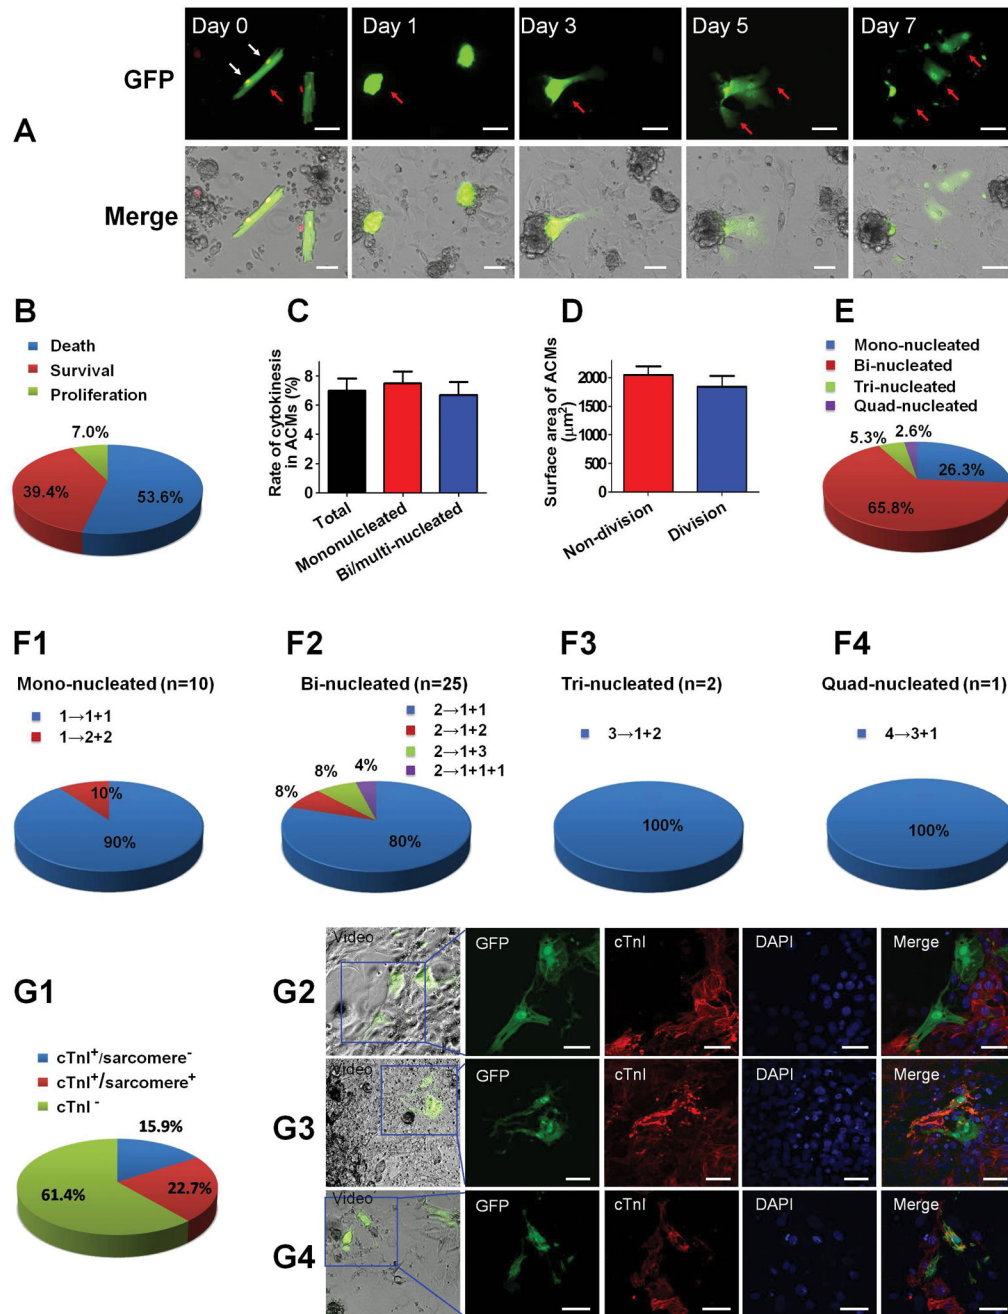 Day 0
Day 1
Day 3
Day 5
Day 7
GFP
A
Merge
B
Death
Survival
Proliferation
7.0%
39.4%
53.6%
C
Rate of cytokinesis
in ACMs (%)
8
6
4
2
0
Total
Mononulcleated
Bi/multi-nucleated
D
Surface area of ACMs
(μm²)
2000
1500
1000
500
0
Non-division
Division
E
Mono-nucleated
Bi-nucleated
Tri-nucleated
Quad-nucleated
5.3%
2.6%
26.3%
65.8%
F1
Mono-nucleated (n=10)
1→1+1
1→2+2
10%
90%
F2
Bi-nucleated (n=25)
2→1+1
2→1+2
2→1+3
2→1+1+1
8%
8%
4%
80%
F3
Tri-nucleated (n=2)
3→1+2
100%
F4
Quad-nucleated (n=1)
4→3+1
100%
G1
cTnI⁺/sarcomere⁻
cTnI⁺/sarcomere⁺
cTnI⁻
15.9%
22.7%
61.4%
G2
Video
GFP
cTnI
DAPI
Merge
G3
Video
GFP
cTnI
DAPI
Merge
G4
Video
GFP
cTnI
DAPI
Merge